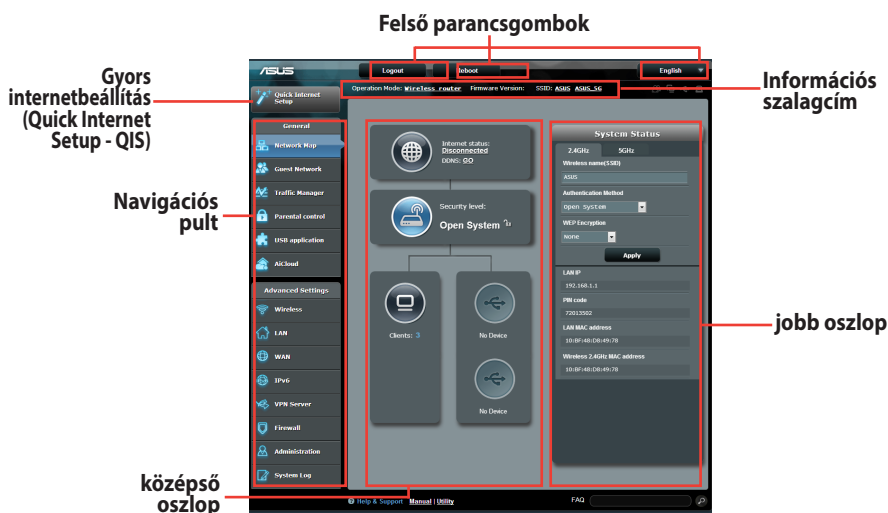 Felső parancsgombok
Gyors
internetbeállítás
(Quick Internet
Setup - QIS)
Információs
szalagcím
Navigációs
pult
jobb oszlop
középső
oszlop
ASUS
Logout
Reboot
English
Quick Internet
Setup
Operation Mode: Wireless router Firmware Version: SSID: ASUS ASUS_5G
General
Network Map
Guest Network
Traffic Manager
Parental control
USB application
AiCloud
Advanced Settings
Wireless
LAN
WAN
IPv6
VPN Server
Firewall
Administration
System Log
Internet status:
Disconnected
DDNS: GO
Security level:
Open System
Clients: 3
No Device
No Device
System Status
2.4GHz 5GHz
Wireless name(SSID)
ASUS
Authentication Method
Open System
WEP Encryption
None
Apply
LAN IP
192.168.1.1
PIN code
72013502
LAN MAC address
10:BF:48:D8:49:78
Wireless 2.4GHz MAC address
10:BF:48:D8:49:78
Help & Support Manual | Utility FAQ